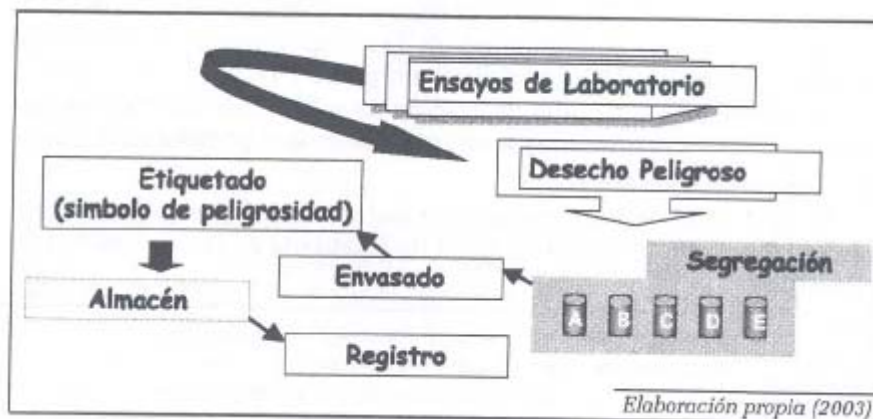 Ensayos de Laboratorio
Desecho Peligroso
Etiquetado
(simbolo de peligrosidad)
Segregación
Envasado
A B C D E
Almacén
Registro
Elaboración propia (2003)